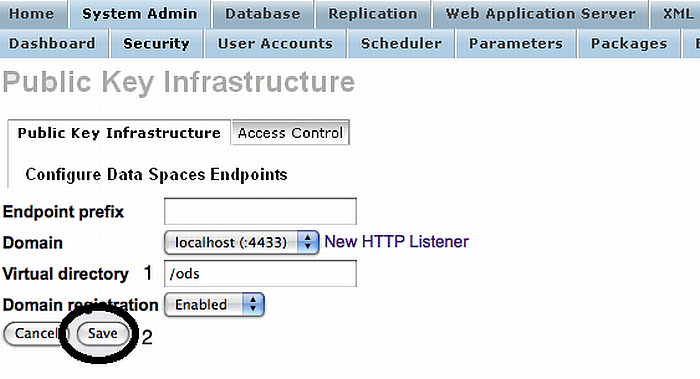 Home System Admin Database Replication Web Application Server XML
Dashboard Security User Accounts Scheduler Parameters Packages
Public Key Infrastructure
Public Key Infrastructure Access Control
Configure Data Spaces Endpoints
Endpoint prefix
Domain localhost (:4433) New HTTP Listener
Virtual directory 1 /ods
Domain registration Enabled
Cancel Save 2